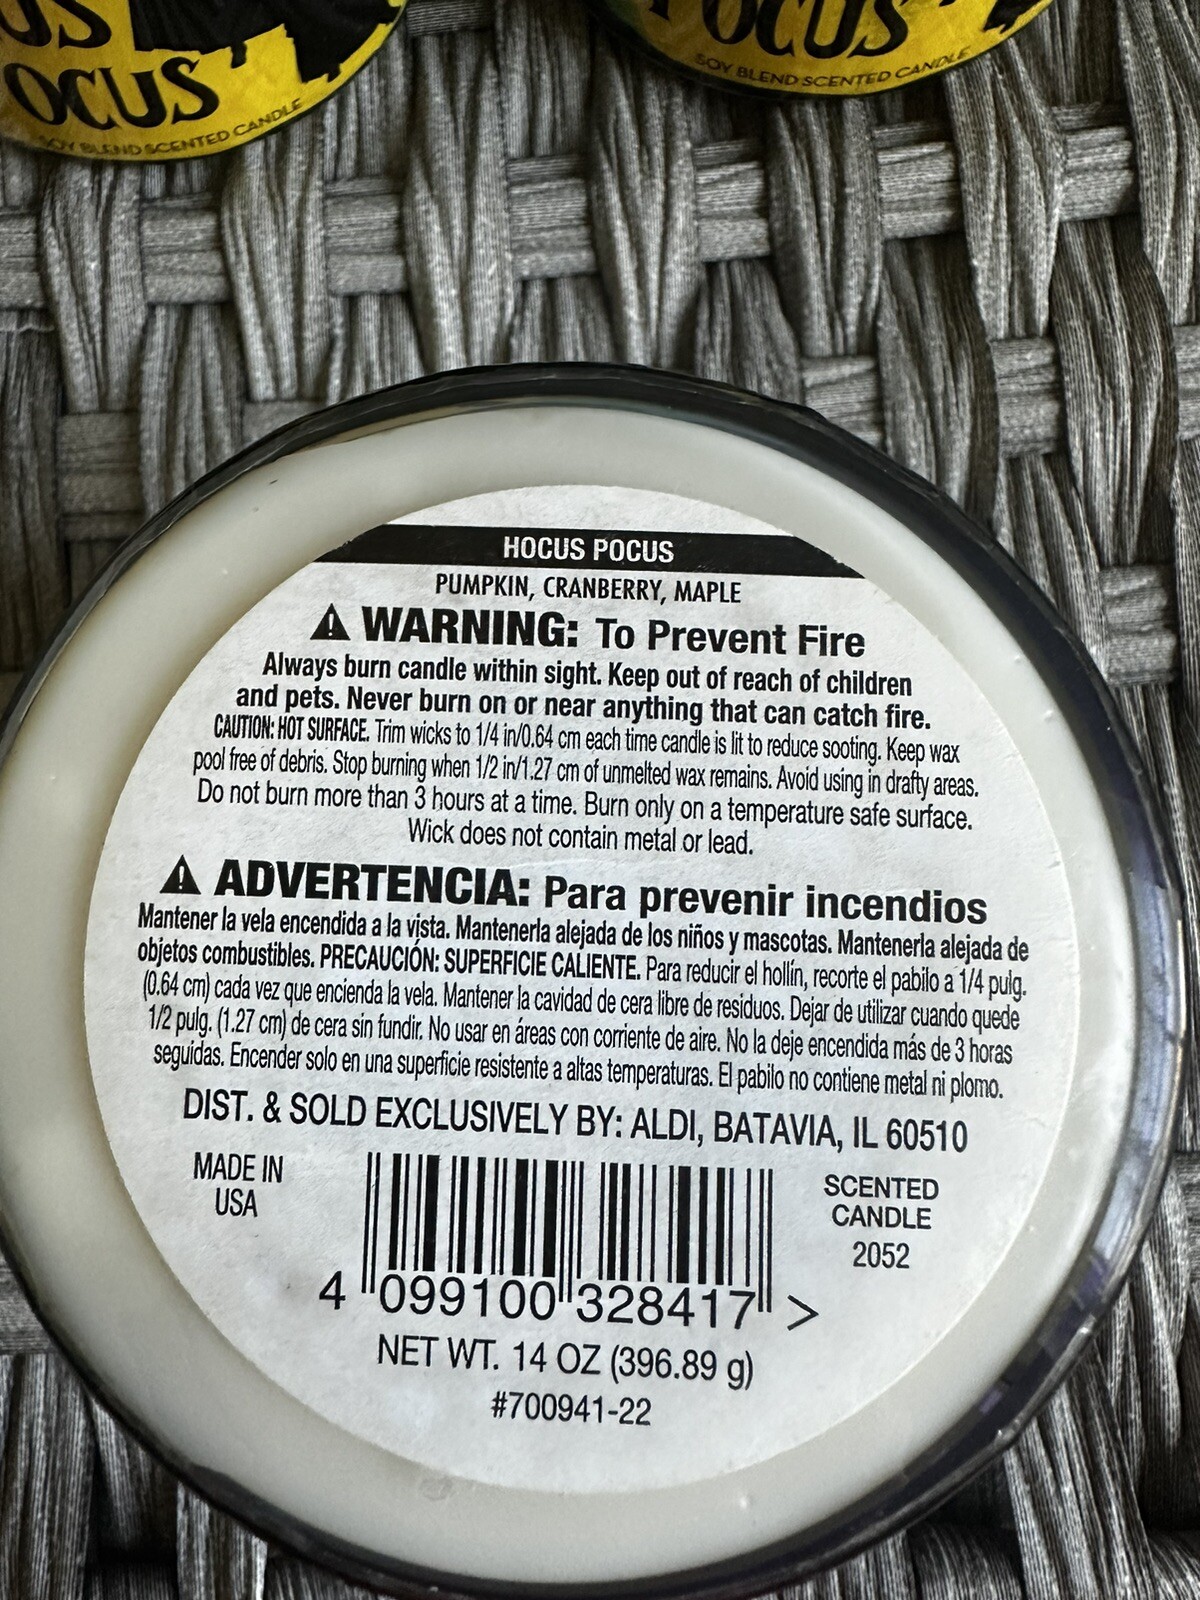 US
OCUS
SOY BLEND SCENTED CANDLE
POCUS
SOY BLEND SCENTED CANDLE
HOCUS POCUS
PUMPKIN, CRANBERRY, MAPLE
⚠ WARNING: To Prevent Fire
Always burn candle within sight. Keep out of reach of children
and pets. Never burn on or near anything that can catch fire.
CAUTION: HOT SURFACE. Trim wicks to 1/4 in/0.64 cm each time candle is lit to reduce sooting. Keep wax
pool free of debris. Stop burning when 1/2 in/1.27 cm of unmelted wax remains. Avoid using in drafty areas.
Do not burn more than 3 hours at a time. Burn only on a temperature safe surface.
Wick does not contain metal or lead.
⚠ ADVERTENCIA: Para prevenir incendios
Mantener la vela encendida a la vista. Mantenerla alejada de los niños y mascotas. Mantenerla alejada de
objetos combustibles. PRECAUCIÓN: SUPERFICIE CALIENTE. Para reducir el hollín, recorte el pabilo a 1/4 pulg.
(0.64 cm) cada vez que encienda la vela. Mantener la cavidad de cera libre de residuos. Dejar de utilizar cuando quede
1/2 pulg. (1.27 cm) de cera sin fundir. No usar en áreas con corriente de aire. No la deje encendida más de 3 horas
seguidas. Encender solo en una superficie resistente a altas temperaturas. El pabilo no contiene metal ni plomo.
DIST. & SOLD EXCLUSIVELY BY: ALDI, BATAVIA, IL 60510
MADE IN
USA
SCENTED
CANDLE
2052
4 099100 328417 >
NET WT. 14 OZ (396.89 g)
#700941-22